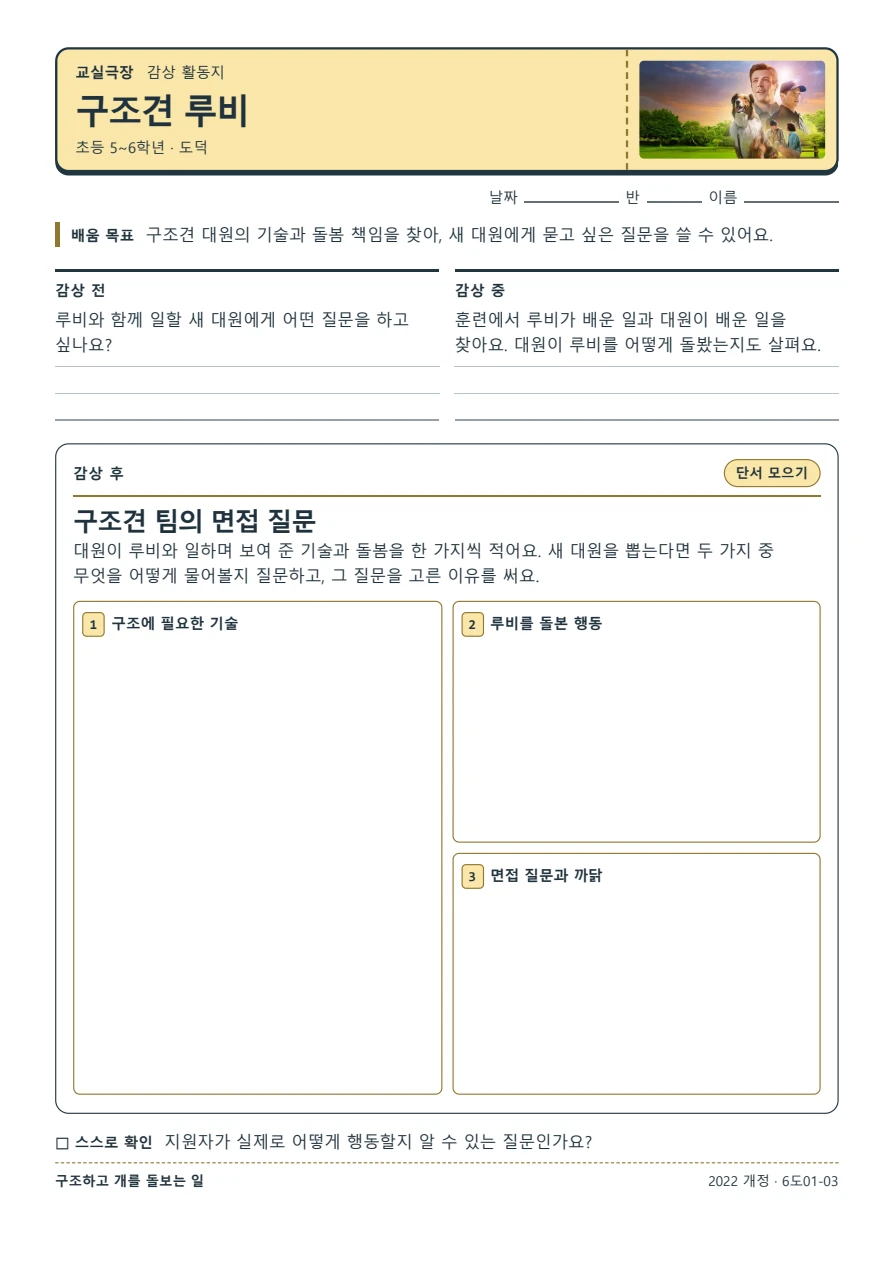 교실극장 감상 활동지
구조견 루비
초등 5~6학년 · 도덕
날짜 반 이름
배움 목표 구조견 대원의 기술과 돌봄 책임을 찾아, 새 대원에게 묻고 싶은 질문을 쓸 수 있어요.
감상 전
루비와 함께 일할 새 대원에게 어떤 질문을 하고
싶나요?
감상 중
훈련에서 루비가 배운 일과 대원이 배운 일을
찾아요. 대원이 루비를 어떻게 돌봤는지도 살펴요.
감상 후
단서 모으기
구조견 팀의 면접 질문
대원이 루비와 일하며 보여 준 기술과 돌봄을 한 가지씩 적어요. 새 대원을 뽑는다면 두 가지 중
무엇을 어떻게 물어볼지 질문하고, 그 질문을 고른 이유를 써요.
1 구조에 필요한 기술
2 루비를 돌본 행동
3 면접 질문과 까닭
□ 스스로 확인 지원자가 실제로 어떻게 행동할지 알 수 있는 질문인가요?
구조하고 개를 돌보는 일
2022 개정 · 6도01-03